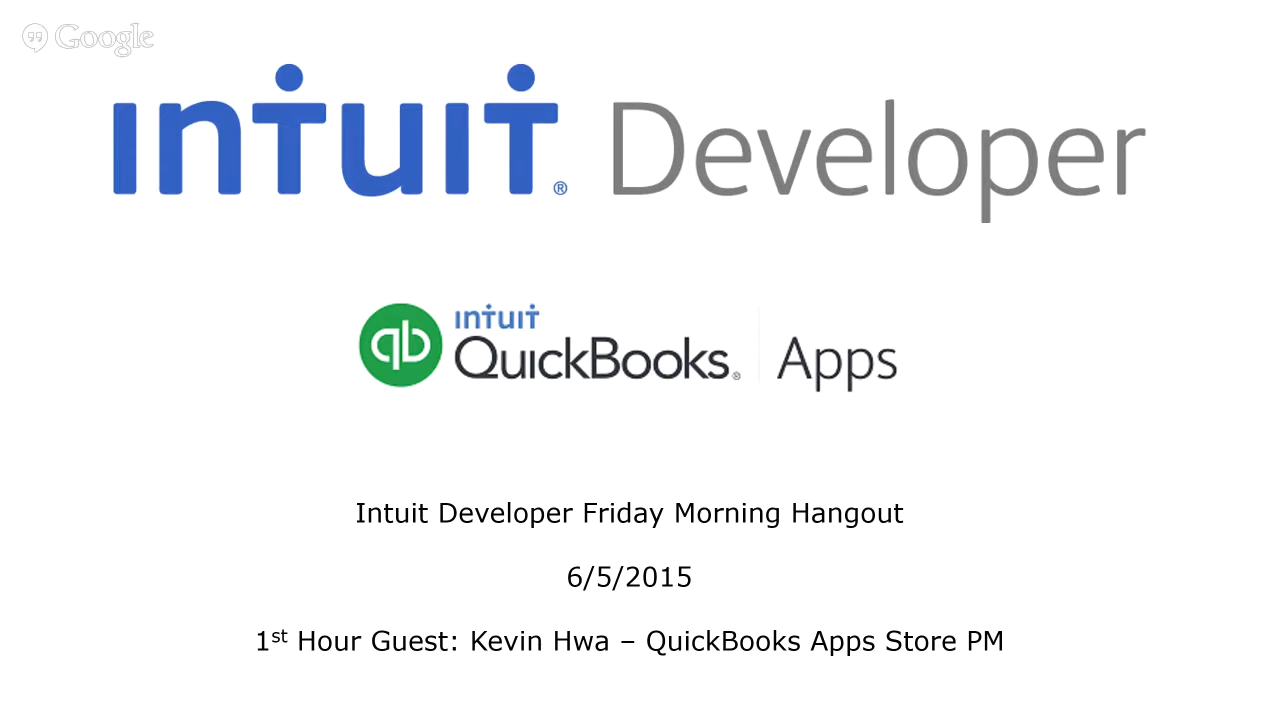 Google
intuit® Developer
qb intuit
QuickBooks® Apps
Intuit Developer Friday Morning Hangout
6/5/2015
1st Hour Guest: Kevin Hwa – QuickBooks Apps Store PM